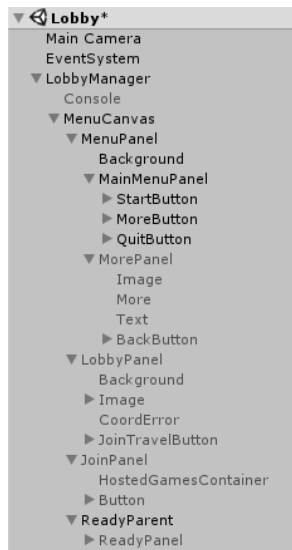 Lobby*
Main Camera
EventSystem
LobbyManager
Console
MenuCanvas
MenuPanel
Background
MainMenuPanel
StartButton
MoreButton
QuitButton
MorePanel
Image
More
Text
BackButton
LobbyPanel
Background
Image
CoordError
JoinTravelButton
JoinPanel
HostedGamesContainer
Button
ReadyParent
ReadyPanel